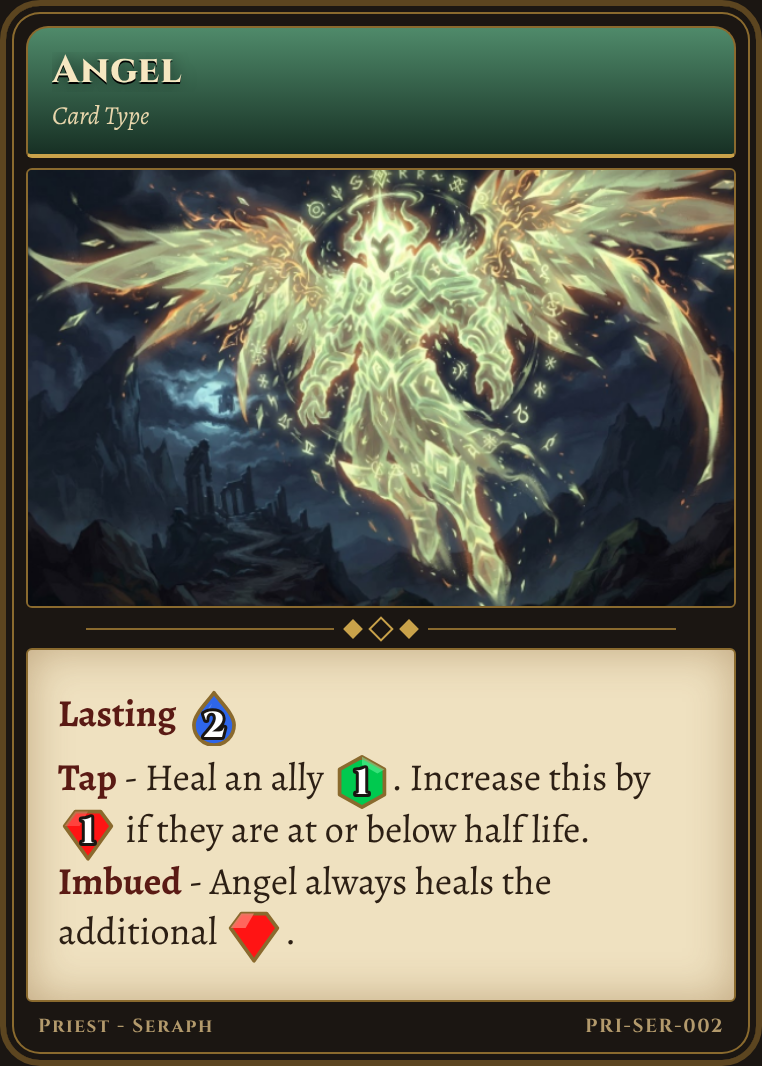 Angel
Card Type
Lasting 2
Tap - Heal an ally 1. Increase this by
1 if they are at or below half life.
Imbued - Angel always heals the
additional .
Priest - Seraph
PRI-SER-002